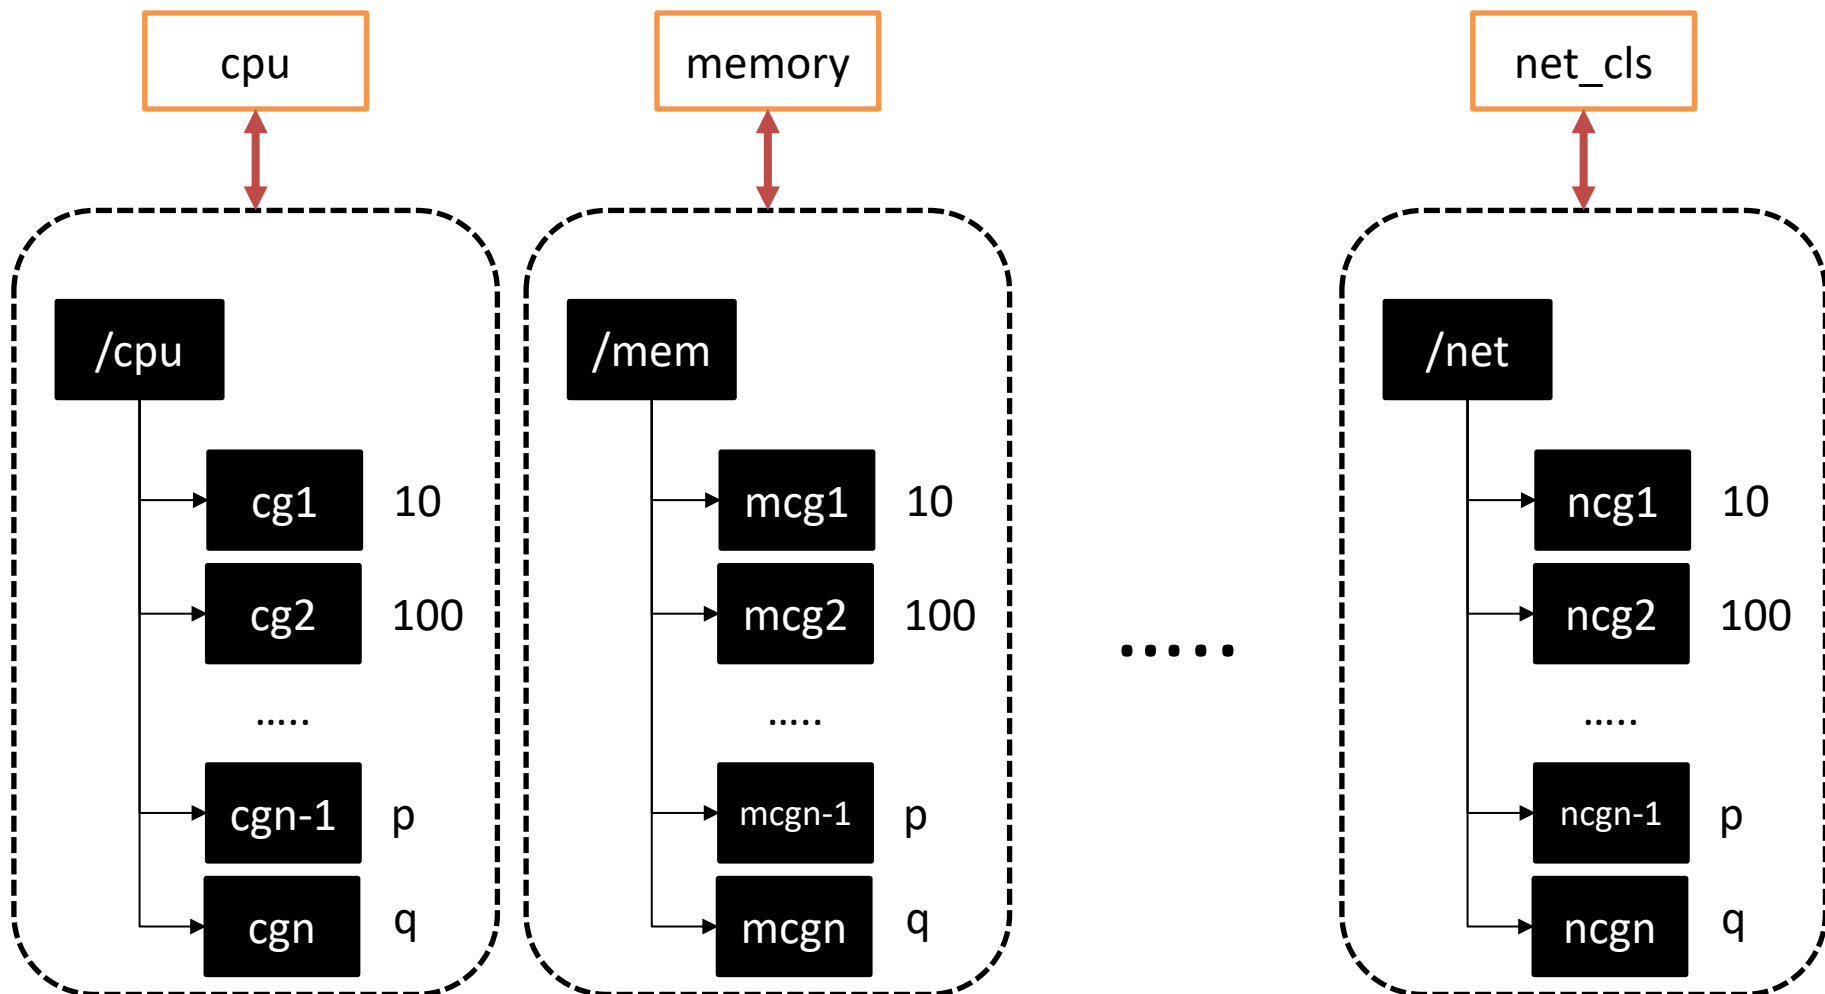 cpu
memory
net_cls
/cpu
/mem
/net
cg1 10
mcg1 10
ncg1 10
cg2 100
mcg2 100
ncg2 100
.....
.....
.....
.....
cgn-1 p
mcgn-1 p
ncgn-1 p
cgn q
mcgn q
ncgn q